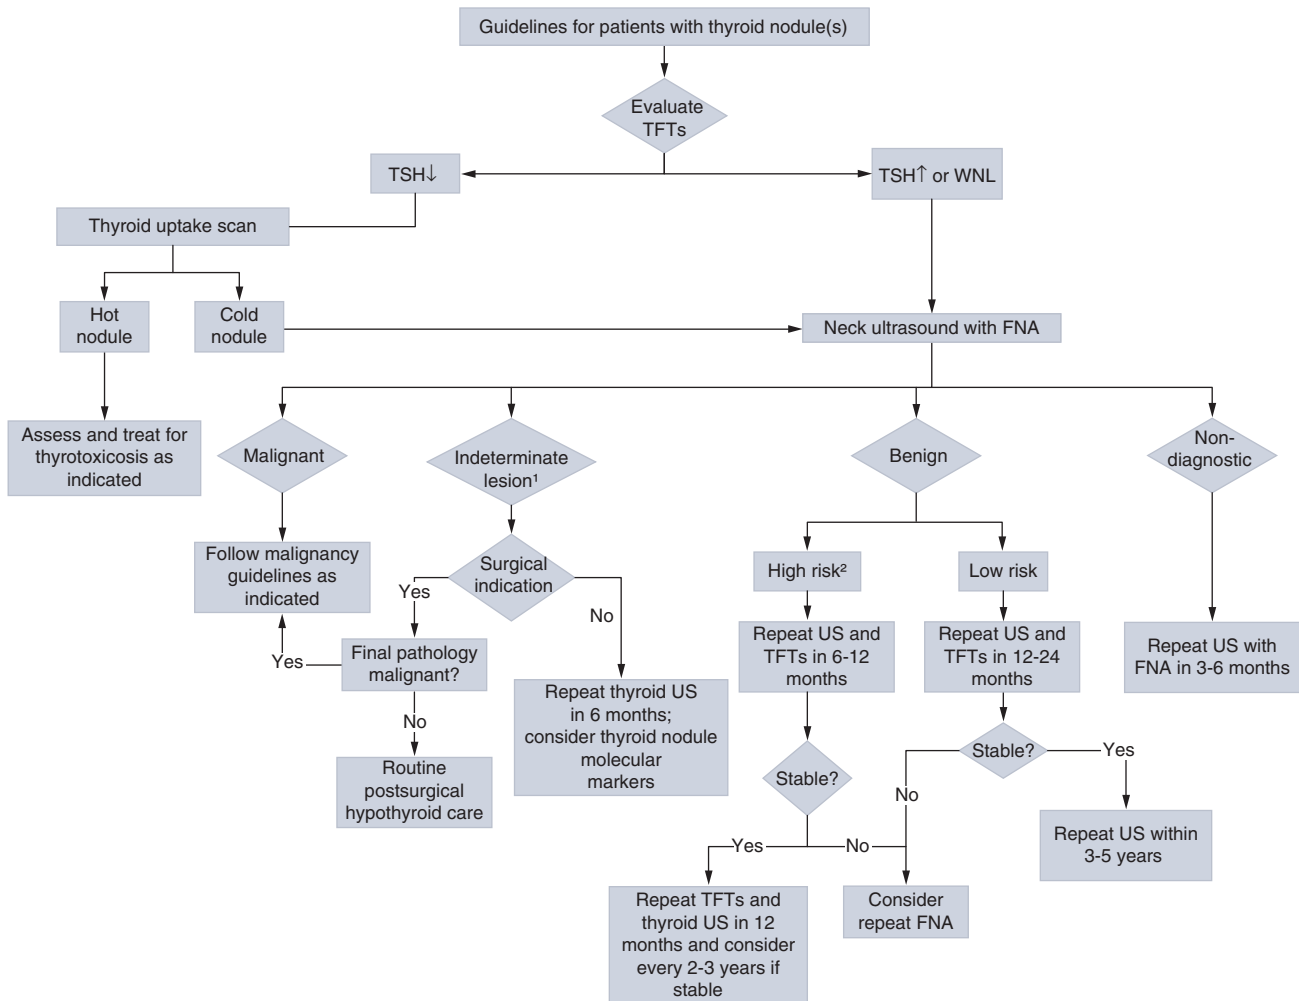 Guidelines for patients with thyroid nodule(s)
Evaluate
TFTs
TSH↓
TSH↑ or WNL
Thyroid uptake scan
Hot
nodule
Cold
nodule
Neck ultrasound with FNA
Assess and treat for
thyrotoxicosis as
indicated
Malignant
Indeterminate
lesion¹
Benign
Non-
diagnostic
Follow malignancy
guidelines as
indicated
Surgical
indication
High risk²
Low risk
Yes
No
Yes
Final pathology
malignant?
Repeat thyroid US
in 6 months;
consider thyroid nodule
molecular
markers
Repeat US and
TFTs in 6-12
months
Repeat US and
TFTs in 12-24
months
Repeat US with
FNA in 3-6 months
No
Routine
postsurgical
hypothyroid care
Stable?
Stable?
Yes
No
Repeat US within
3-5 years
Yes
No
Repeat TFTs and
thyroid US in 12
months and consider
every 2-3 years if
stable
Consider
repeat FNA